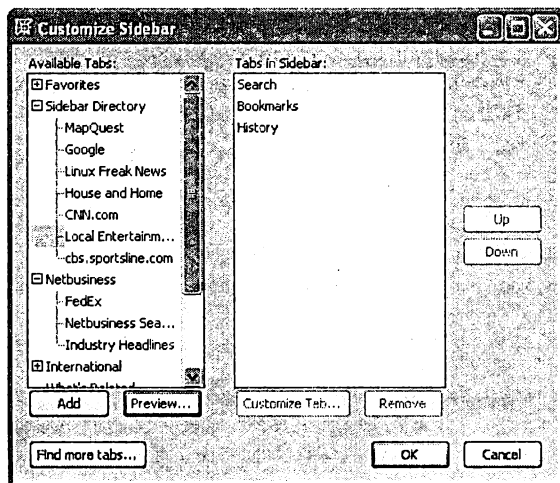 Customize Sidebar
Available Tabs:
Favorites
Sidebar Directory
MapQuest
Google
Linux Freak News
House and Home
CNN.com
Local Entertainm...
cbs.sportsline.com
Netbusiness
FedEx
Netbusiness Sea...
Industry Headlines
International
What's Related
Add
Preview...
Tabs in Sidebar:
Search
Bookmarks
History
Customize Tab...
Remove
Up
Down
Find more tabs...
OK
Cancel